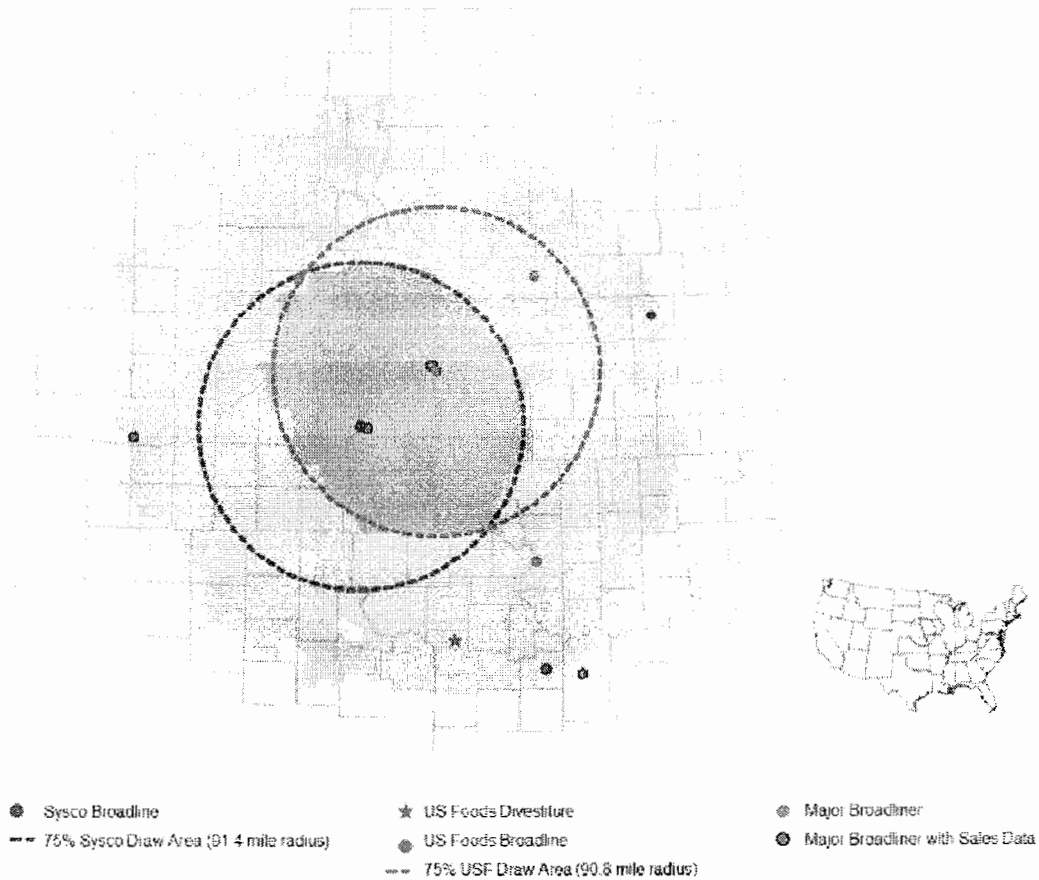 Sysco Broadline
75% Sysco Draw Area (91.4 mile radius)
US Foods Divestiture
US Foods Broadline
75% USF Draw Area (90.8 mile radius)
Major Broadliner
Major Broadliner with Sales Data